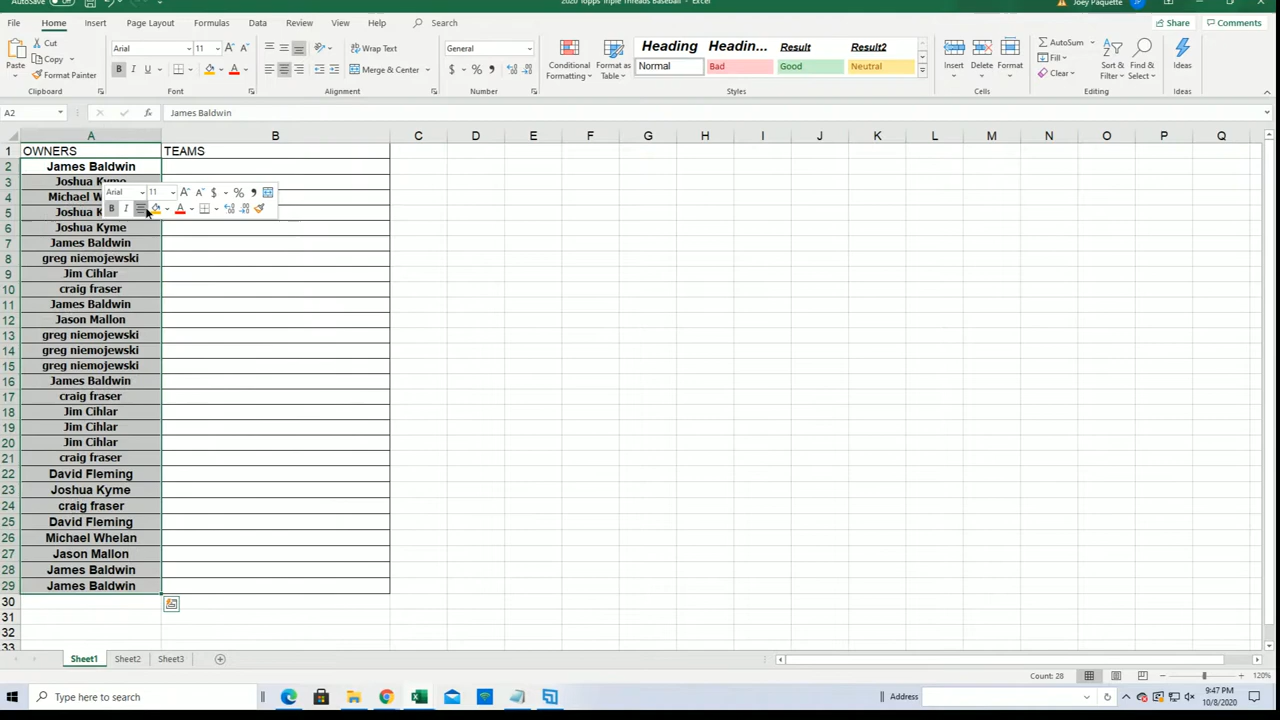 AutoSave
2020 Topps Triple Threads Baseball - Excel
Joey Paquette
File Home Insert Page Layout Formulas Data Review View Help Search Share Comments
Paste Cut Copy Format Painter Clipboard
Arial 11 A A B I U A Font
Wrap Text Merge & Center Alignment
General $ % , Number
Conditional Formatting Format as Table
Heading Headin... Result Result2
Normal Bad Good Neutral
Styles
Insert Delete Format Cells
AutoSum Fill Clear Sort & Filter Find & Select Editing
Ideas Ideas
A2 fx James Baldwin
A B C D E F G H I J K L M N O P Q
1 OWNERS TEAMS
2 James Baldwin
3 Joshua Kyme
4 Michael W
5 Joshua K
6 Joshua Kyme
7 James Baldwin
8 greg niemojewski
9 Jim Cihlar
10 craig fraser
11 James Baldwin
12 Jason Mallon
13 greg niemojewski
14 greg niemojewski
15 greg niemojewski
16 James Baldwin
17 craig fraser
18 Jim Cihlar
19 Jim Cihlar
20 Jim Cihlar
21 craig fraser
22 David Fleming
23 Joshua Kyme
24 craig fraser
25 David Fleming
26 Michael Whelan
27 Jason Mallon
28 James Baldwin
29 James Baldwin
30
31
32
33
Arial 11 A A $ % ,
B I A
Sheet1 Sheet2 Sheet3
Count: 28 120%
Type here to search
Address
9:47 PM
10/8/2020